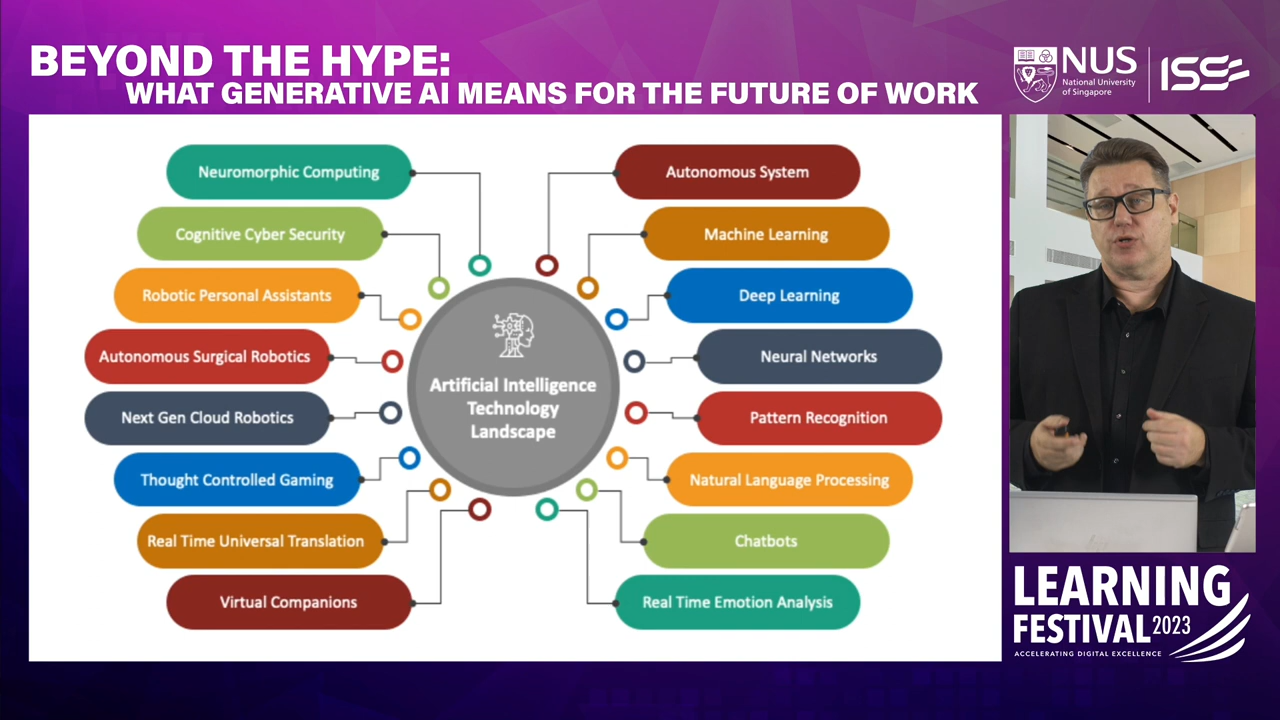 BEYOND THE HYPE:
WHAT GENERATIVE AI MEANS FOR THE FUTURE OF WORK
NUS
National University
of Singapore
ISS
Neuromorphic Computing
Cognitive Cyber Security
Robotic Personal Assistants
Autonomous Surgical Robotics
Next Gen Cloud Robotics
Thought Controlled Gaming
Real Time Universal Translation
Virtual Companions
Artificial Intelligence
Technology
Landscape
Autonomous System
Machine Learning
Deep Learning
Neural Networks
Pattern Recognition
Natural Language Processing
Chatbots
Real Time Emotion Analysis
LEARNING
FESTIVAL 2023
ACCELERATING DIGITAL EXCELLENCE